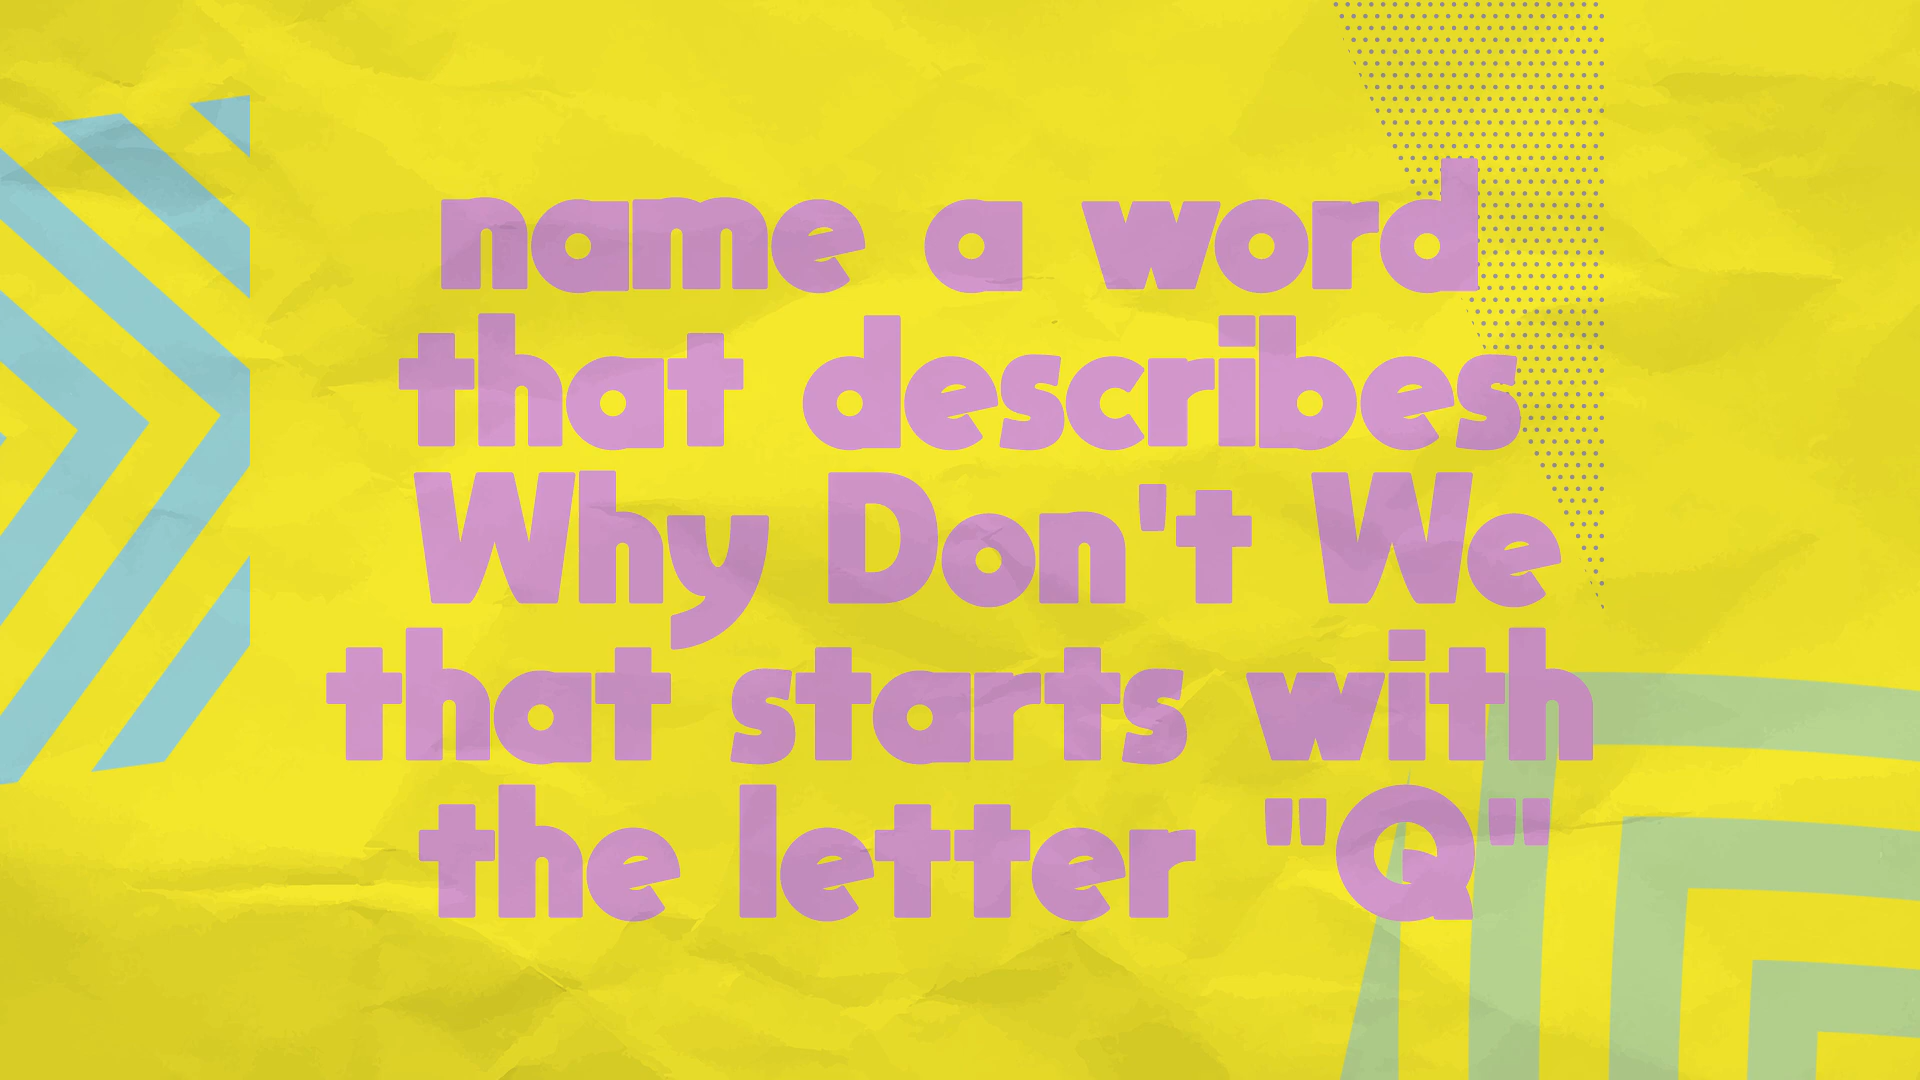 name a word
that describes
Why Don't We
that starts with
the letter "Q"